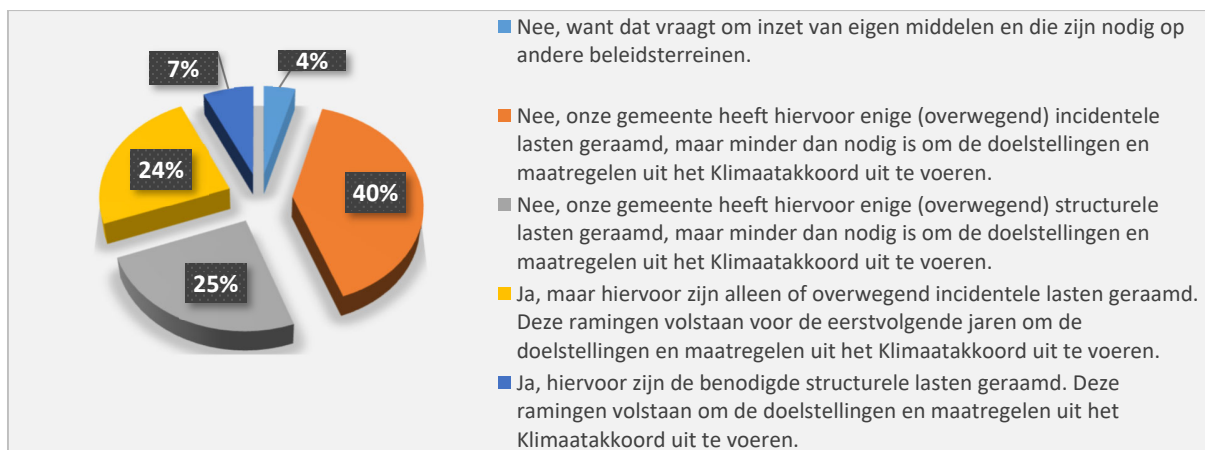 7%
4%
24%
40%
25%
Nee, want dat vraagt om inzet van eigen middelen en die zijn nodig op
andere beleidsterreinen.
Nee, onze gemeente heeft hiervoor enige (overwegend) incidentele
lasten geraamd, maar minder dan nodig is om de doelstellingen en
maatregelen uit het Klimaatakkoord uit te voeren.
Nee, onze gemeente heeft hiervoor enige (overwegend) structurele
lasten geraamd, maar minder dan nodig is om de doelstellingen en
maatregelen uit het Klimaatakkoord uit te voeren.
Ja, maar hiervoor zijn alleen of overwegend incidentele lasten geraamd.
Deze ramingen volstaan voor de eerstvolgende jaren om de
doelstellingen en maatregelen uit het Klimaatakkoord uit te voeren.
Ja, hiervoor zijn de benodigde structurele lasten geraamd. Deze
ramingen volstaan om de doelstellingen en maatregelen uit het
Klimaatakkoord uit te voeren.